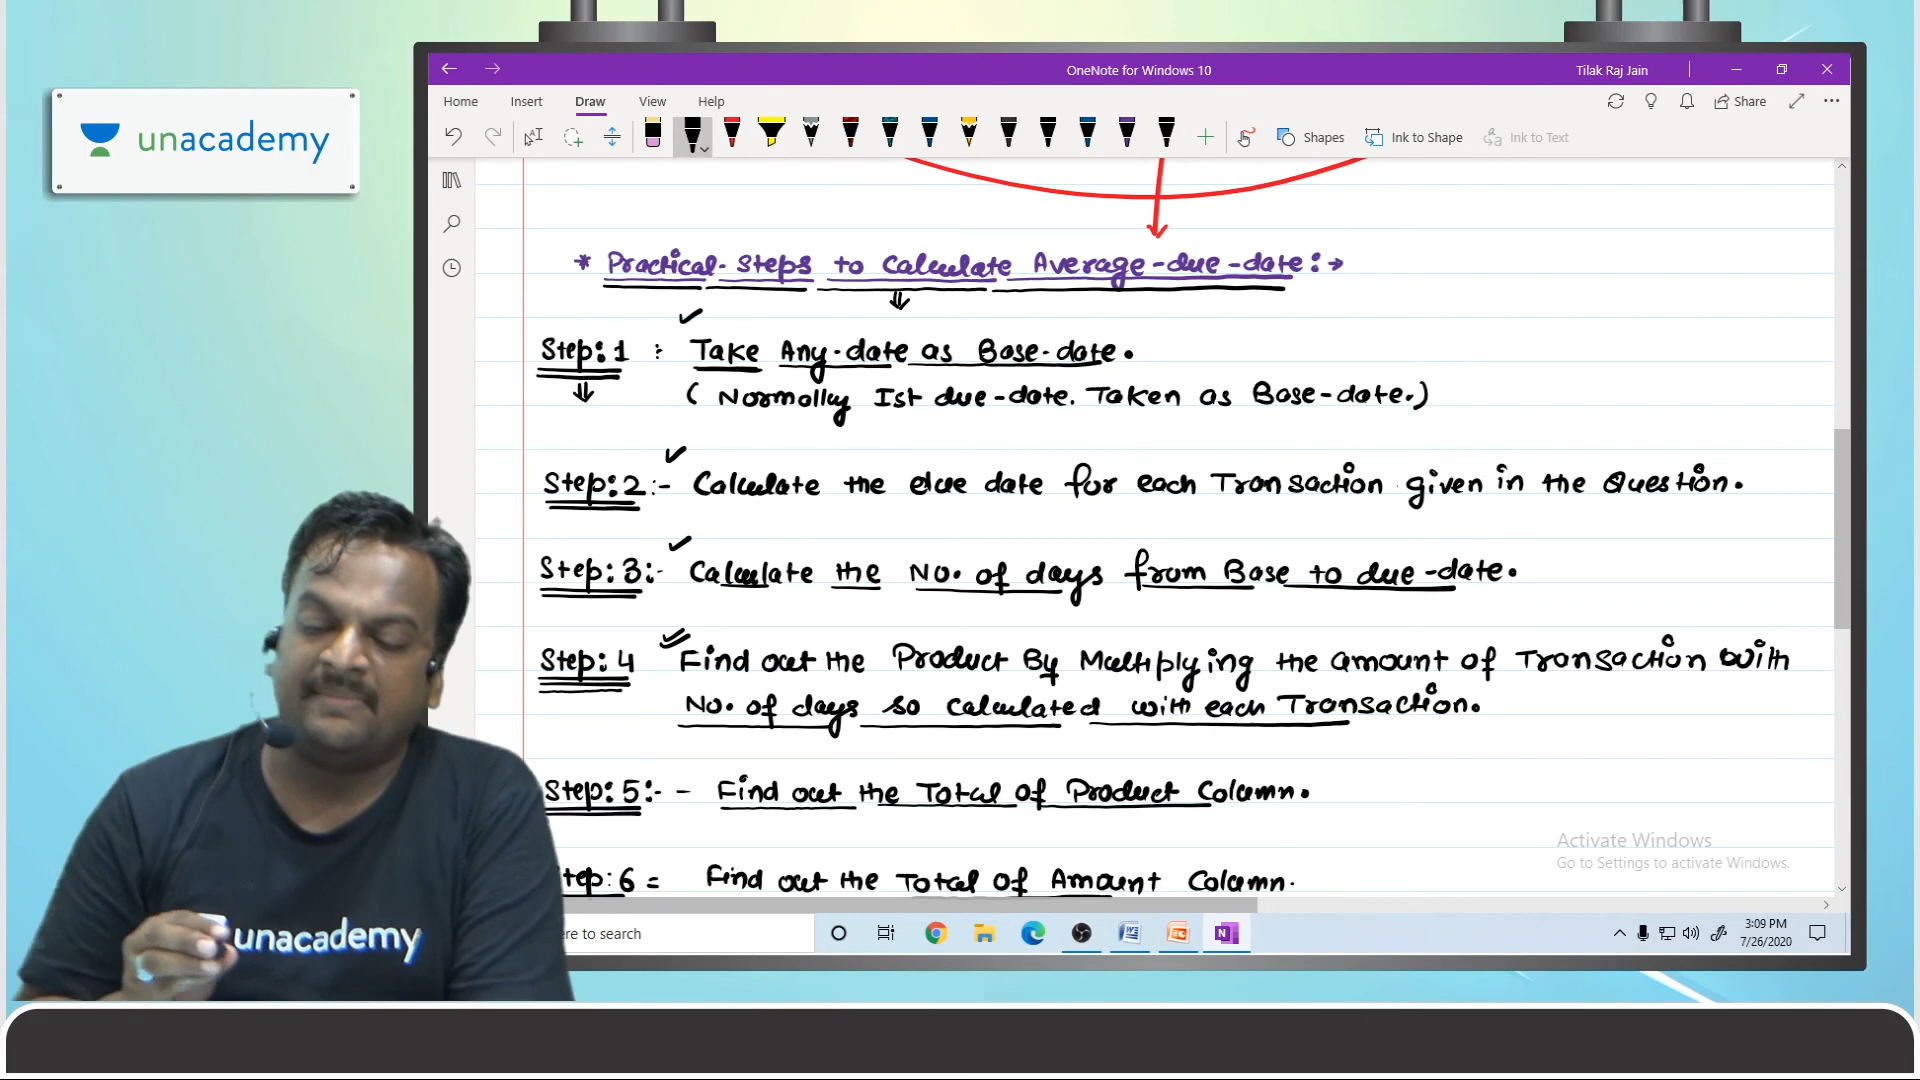 unacademy
OneNote for Windows 10
Tilak Raj Jain
Home Insert Draw View Help
Share
Shapes
Ink to Shape
Ink to Text
* Practical-Steps to Calculate Average-due-date:→
Step:1 : Take Any-date as Base-date.
(Normally Ist due-date. Taken as Base-date.)
Step:2:- Calculate the due date for each Transaction given in the Question.
Step:3:- Calculate the No. of days from Base to due-date.
Step:4 Find out the Product By Multiplying the amount of Transaction with
No. of days so calculated with each Transaction.
Step:5:- - Find out the Total of Product Column.
Activate Windows
Go to Settings to activate Windows.
tep:6 = Find out the Total of Amount Column.
ere to search
3:09 PM
7/26/2020
unacademy